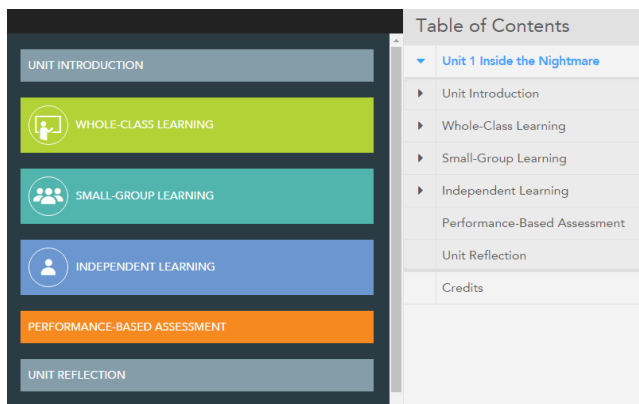 UNIT INTRODUCTION
WHOLE-CLASS LEARNING
SMALL-GROUP LEARNING
INDEPENDENT LEARNING
PERFORMANCE-BASED ASSESSMENT
UNIT REFLECTION
Table of Contents
Unit 1 Inside the Nightmare
Unit Introduction
Whole-Class Learning
Small-Group Learning
Independent Learning
Performance-Based Assessment
Unit Reflection
Credits